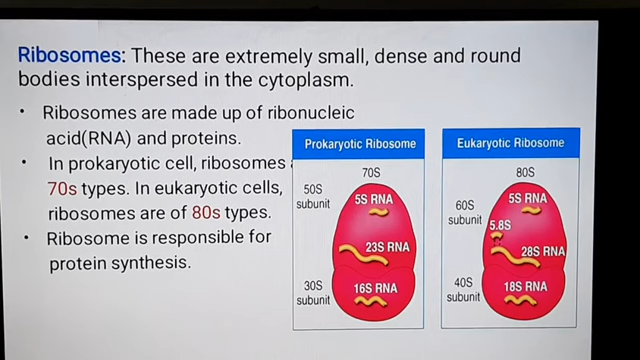 Ribosomes: These are extremely small, dense and round
bodies interspersed in the cytoplasm.
• Ribosomes are made up of ribonucleic
acid(RNA) and proteins.
• In prokaryotic cell, ribosomes
70s types. In eukaryotic cells,
ribosomes are of 80s types.
• Ribosome is responsible for
protein synthesis.
Prokaryotic Ribosome
70S
50S
subunit
5S RNA
23S RNA
30S
subunit
16S RNA
Eukaryotic Ribosome
80S
60S
subunit
5S RNA
5.8S
28S RNA
40S
subunit
18S RNA